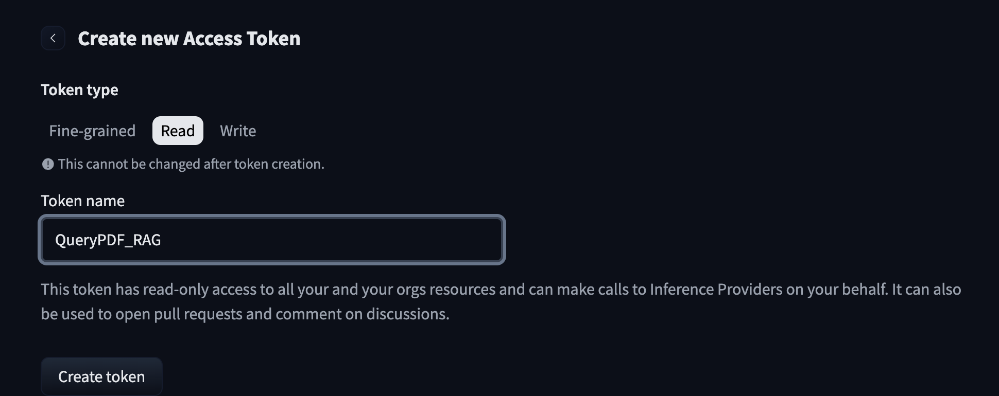 Create new Access Token
Token type
Fine-grained Read Write
This cannot be changed after token creation.
Token name
QueryPDF_RAG
This token has read-only access to all your and your orgs resources and can make calls to Inference Providers on your behalf. It can also
be used to open pull requests and comment on discussions.
Create token